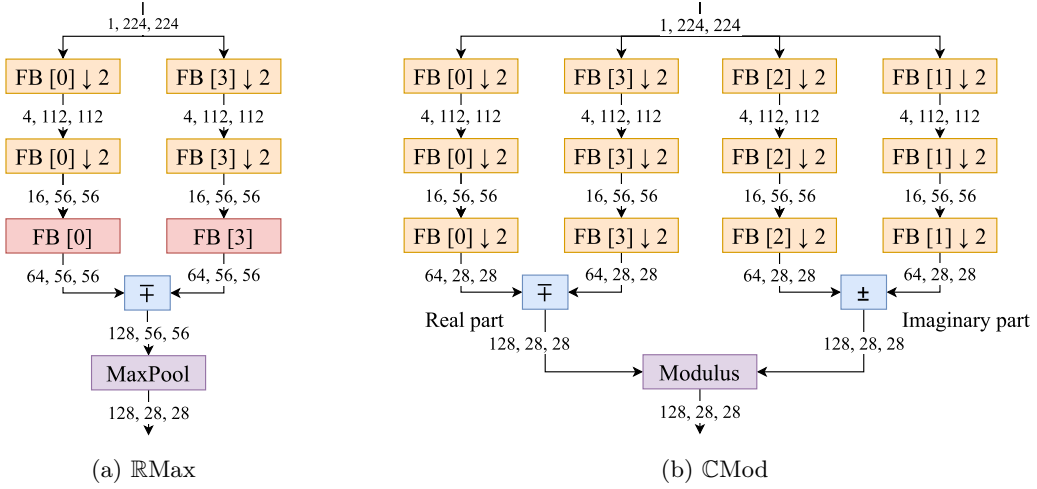 1, 224, 224
FB [0] ↓ 2
FB [3] ↓ 2
4, 112, 112
4, 112, 112
FB [0] ↓ 2
FB [3] ↓ 2
16, 56, 56
16, 56, 56
FB [0]
FB [3]
64, 56, 56
64, 56, 56
∓
128, 56, 56
MaxPool
128, 28, 28
(a) ℝMax
1, 224, 224
FB [0] ↓ 2
FB [3] ↓ 2
FB [2] ↓ 2
FB [1] ↓ 2
4, 112, 112
4, 112, 112
4, 112, 112
4, 112, 112
FB [0] ↓ 2
FB [3] ↓ 2
FB [2] ↓ 2
FB [1] ↓ 2
16, 56, 56
16, 56, 56
16, 56, 56
16, 56, 56
FB [0] ↓ 2
FB [3] ↓ 2
FB [2] ↓ 2
FB [1] ↓ 2
64, 28, 28
64, 28, 28
64, 28, 28
64, 28, 28
∓
±
Real part
Imaginary part
128, 28, 28
128, 28, 28
Modulus
128, 28, 28
(b) ℂMod